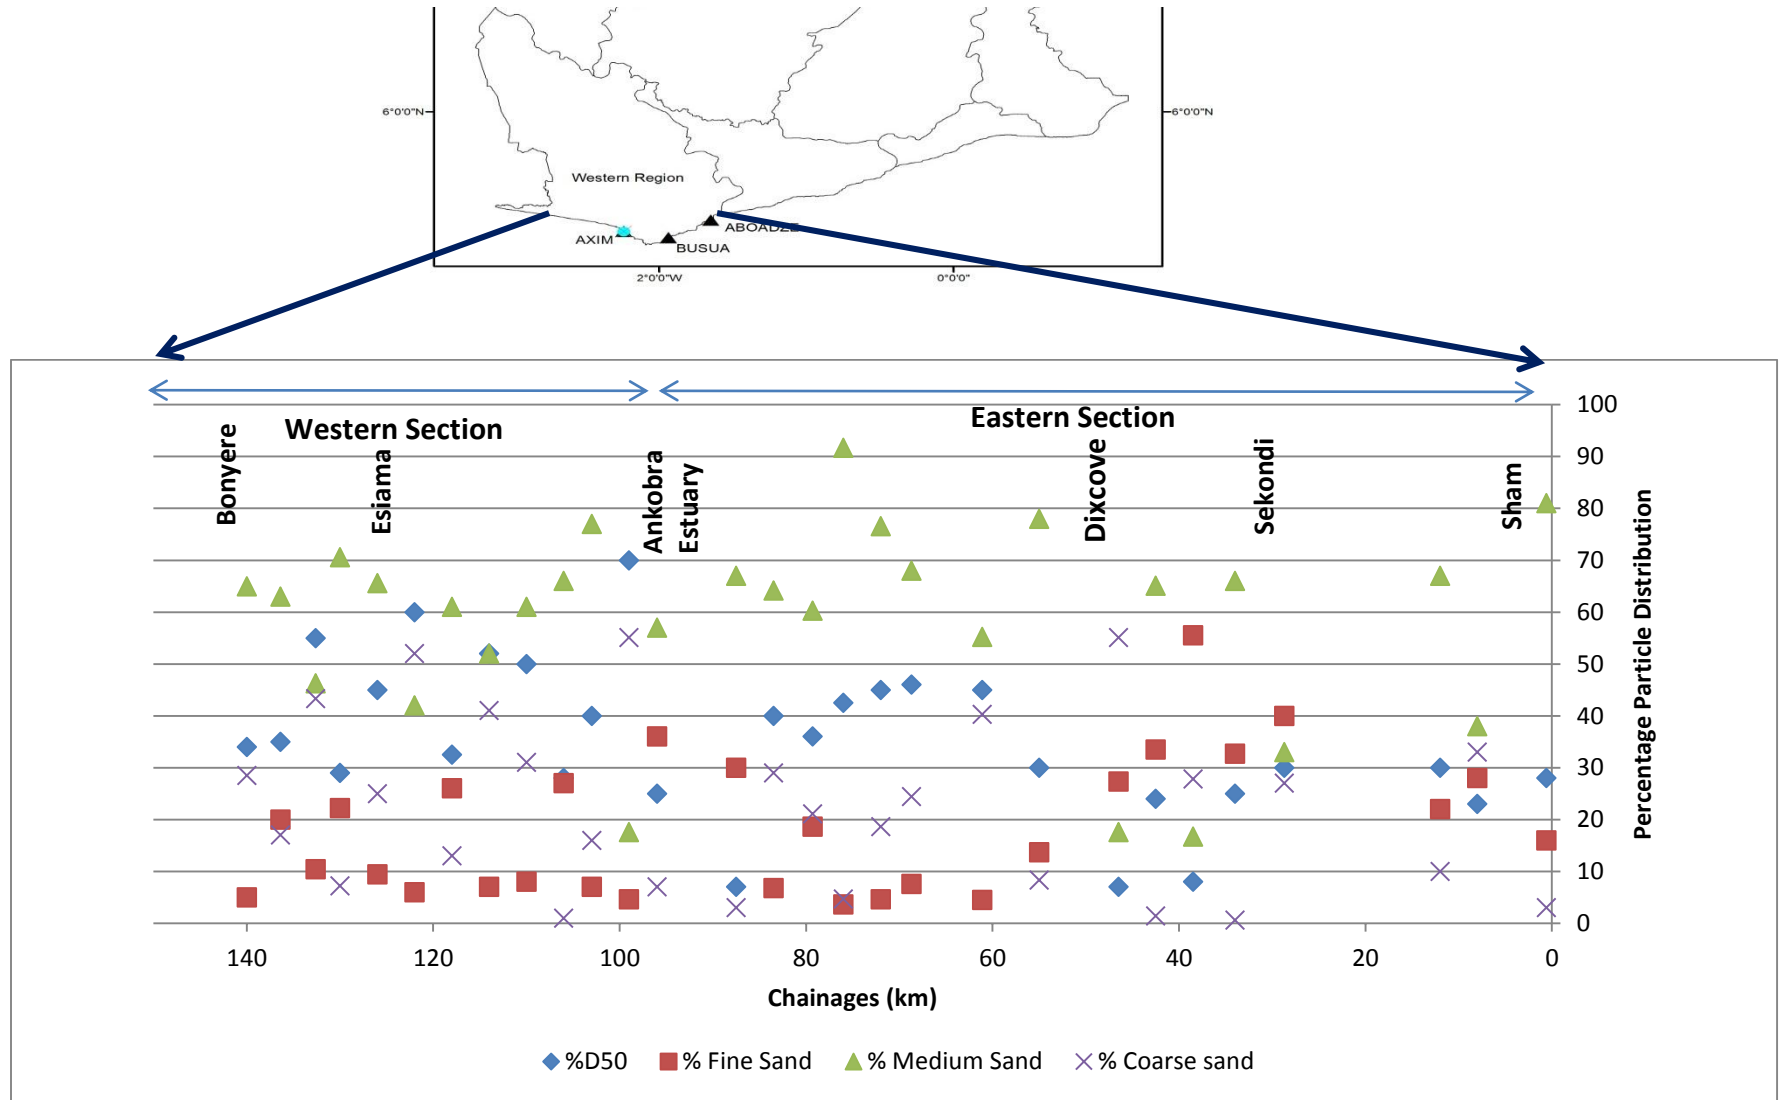 6°0'0"N
6°0'0"N
Western Region
ABOADZE
AXIM
BUSUA
2°0'0"W
0°0'0"
Western Section
Eastern Section
Bonyere
Esiama
Ankobra
Estuary
Dixcove
Sekondi
Sham
100
90
80
70
60
50
40
30
20
10
0
Percentage Particle Distribution
140
120
100
80
60
40
20
0
Chainages (km)
%D50
% Fine Sand
% Medium Sand
% Coarse sand